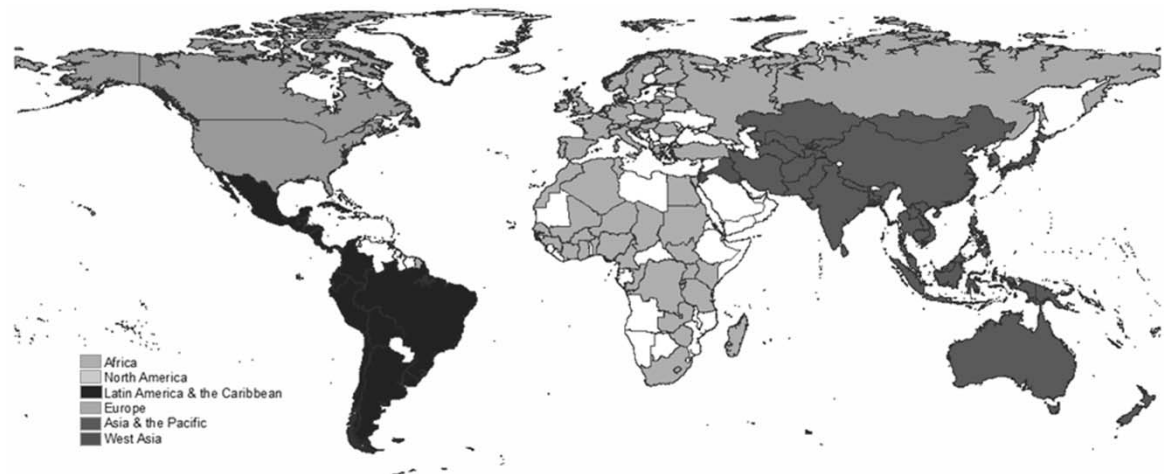 Africa
North America
Latin America & the Caribbean
Europe
Asia & the Pacific
West Asia